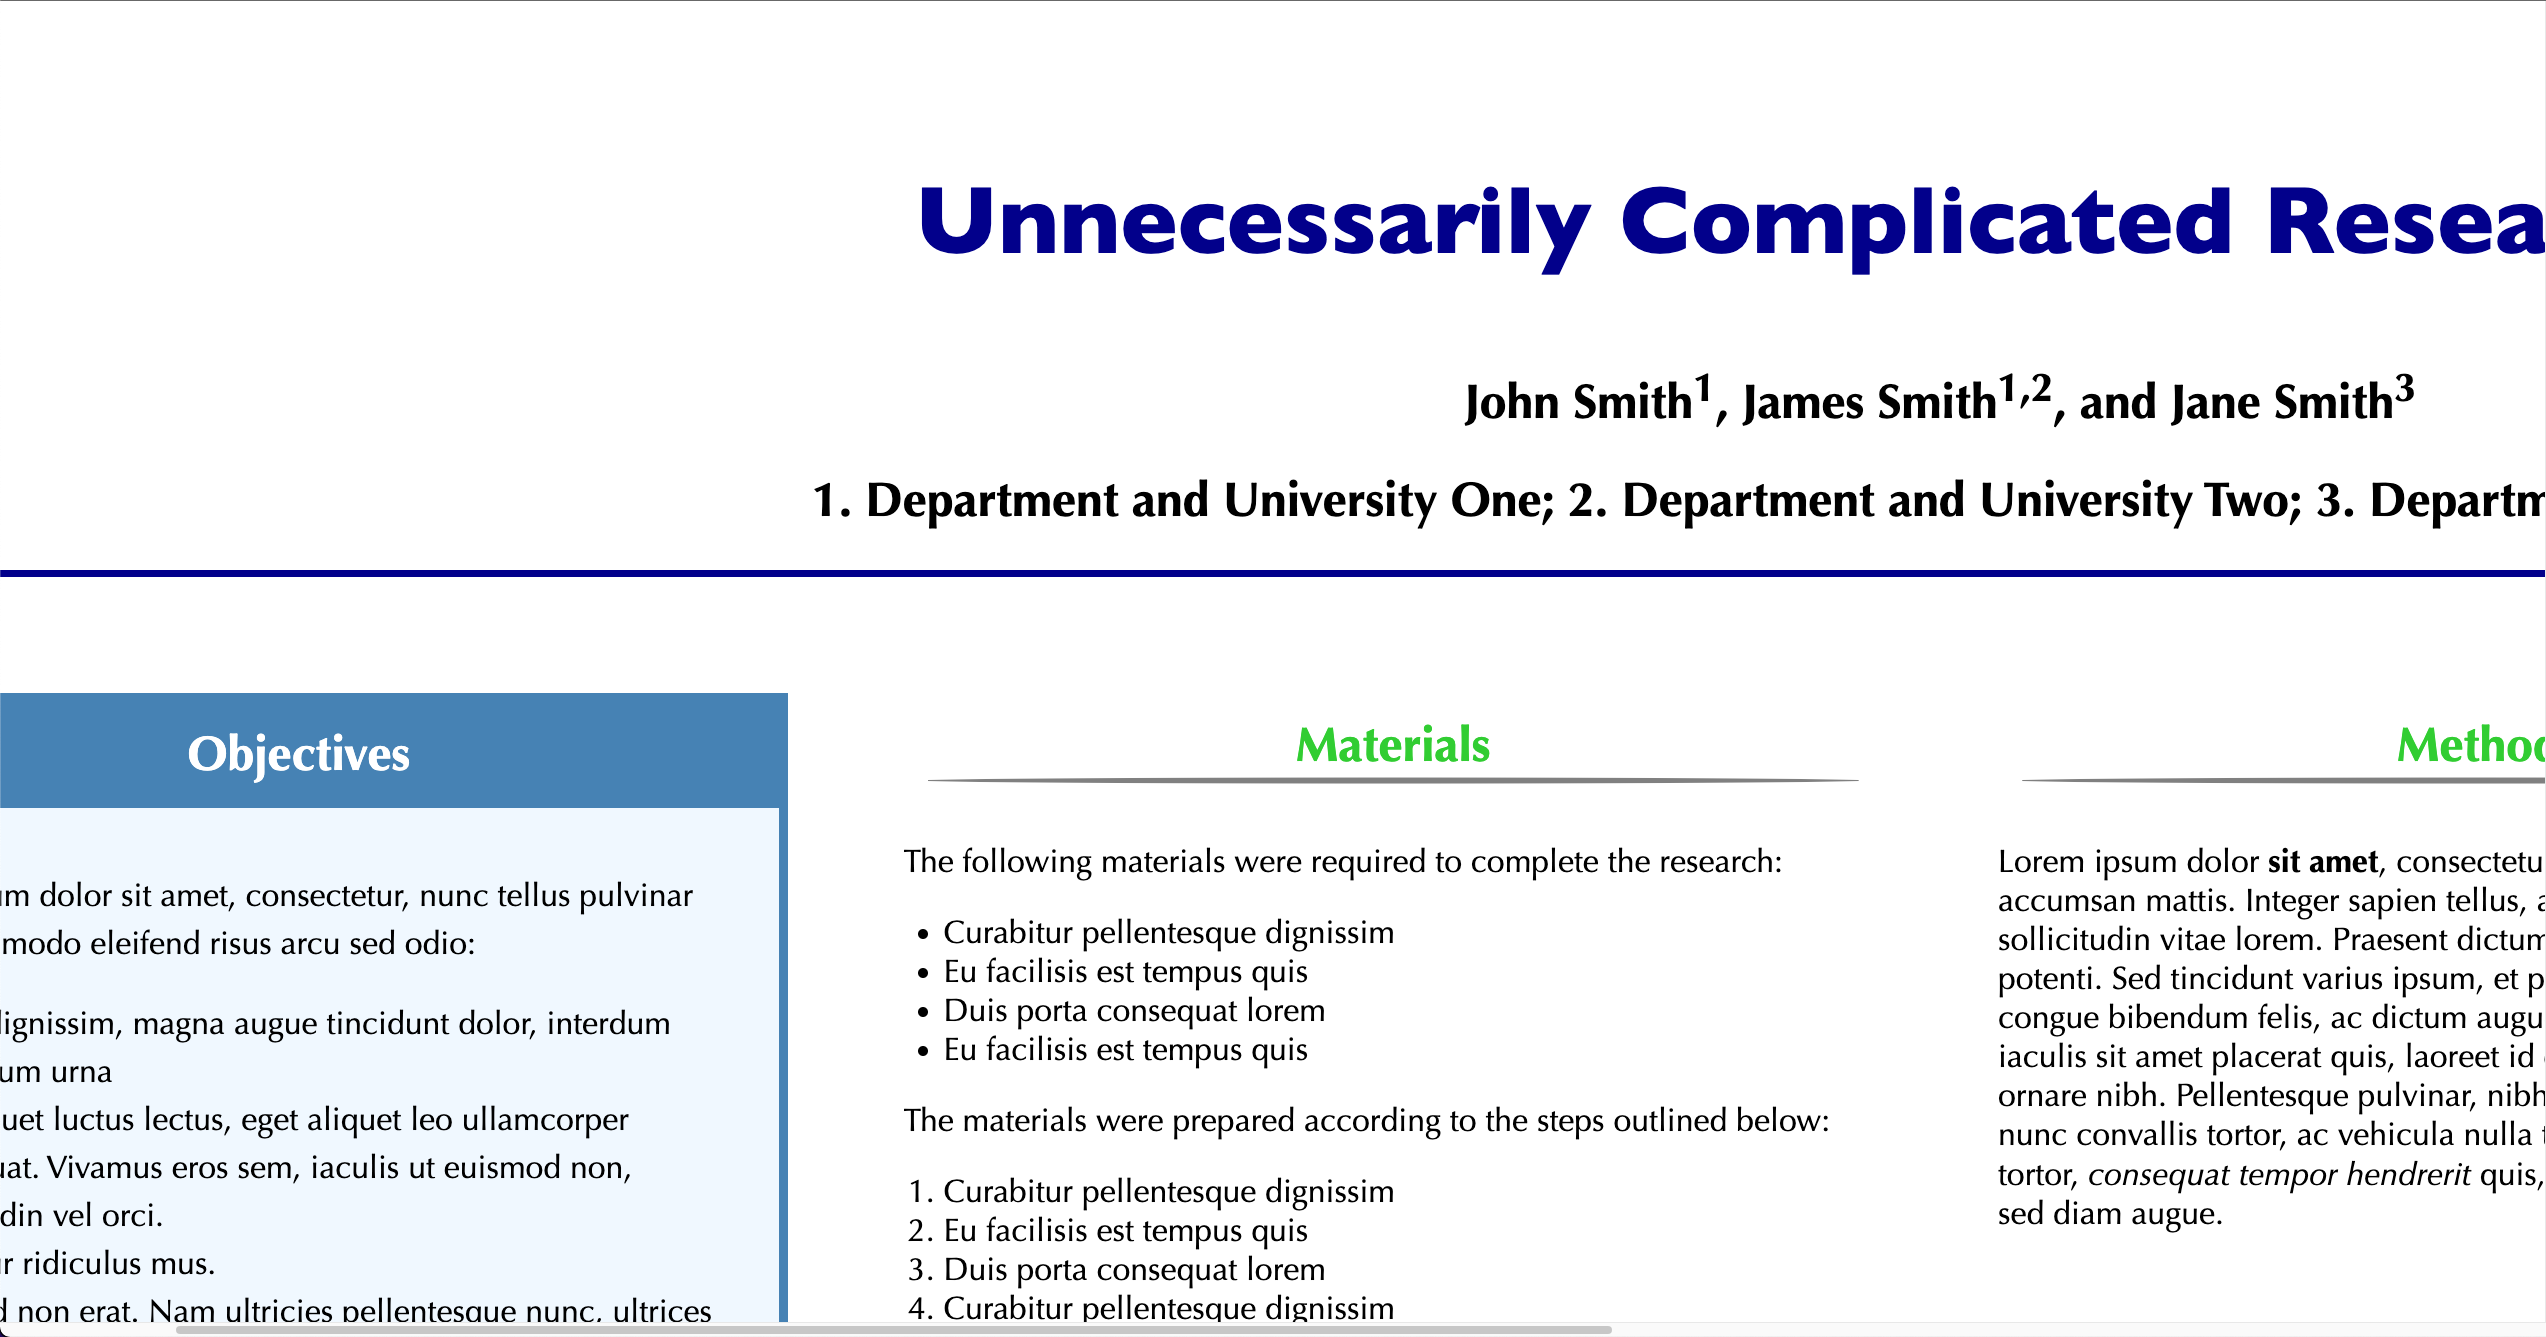 Unnecessarily Complicated Resea
John Smith1, James Smith1,2, and Jane Smith3
1. Department and University One; 2. Department and University Two; 3. Departm
Objectives
um dolor sit amet, consectetur, nunc tellus pulvinar
modo eleifend risus arcu sed odio:
dignissim, magna augue tincidunt dolor, interdum
um urna
uet luctus lectus, eget aliquet leo ullamcorper
uat. Vivamus eros sem, iaculis ut euismod non,
din vel orci.
ur ridiculus mus.
d non erat. Nam ultricies pellentesque nunc, ultrices
Materials
The following materials were required to complete the research:
• Curabitur pellentesque dignissim
• Eu facilisis est tempus quis
• Duis porta consequat lorem
• Eu facilisis est tempus quis
The materials were prepared according to the steps outlined below:
1. Curabitur pellentesque dignissim
2. Eu facilisis est tempus quis
3. Duis porta consequat lorem
4. Curabitur pellentesque dignissim
Method
Lorem ipsum dolor sit amet, consectetu
accumsan mattis. Integer sapien tellus, a
sollicitudin vitae lorem. Praesent dictum
potenti. Sed tincidunt varius ipsum, et p
congue bibendum felis, ac dictum augu
iaculis sit amet placerat quis, laoreet id
ornare nibh. Pellentesque pulvinar, nibh
nunc convallis tortor, ac vehicula nulla t
tortor, consequat tempor hendrerit quis,
sed diam augue.